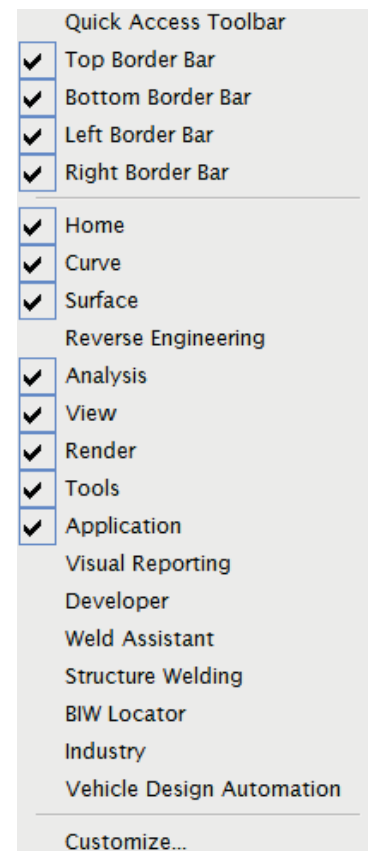 Quick Access Toolbar
Top Border Bar
Bottom Border Bar
Left Border Bar
Right Border Bar
Home
Curve
Surface
Reverse Engineering
Analysis
View
Render
Tools
Application
Visual Reporting
Developer
Weld Assistant
Structure Welding
BIW Locator
Industry
Vehicle Design Automation
Customize...